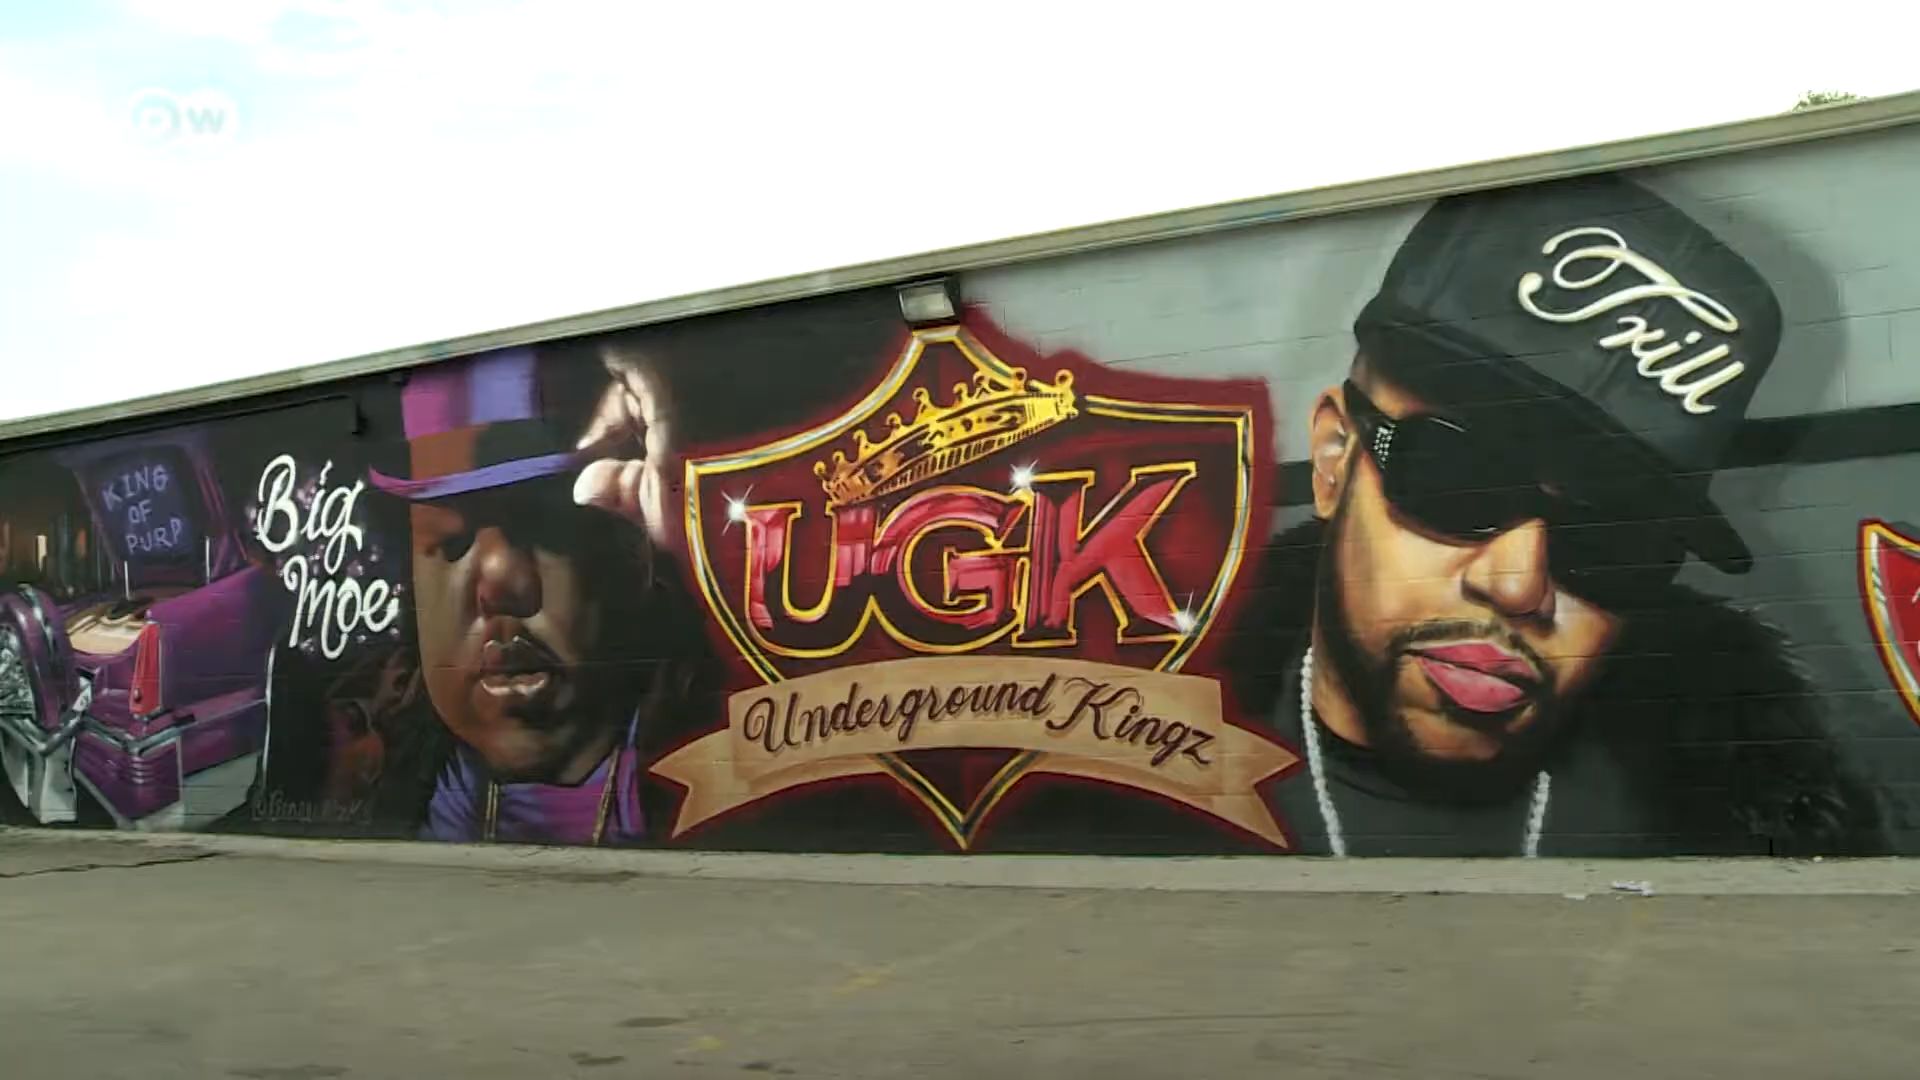 DW
KING
OF
PURP
Big
Moe
UGK
Underground Kingz
Trill